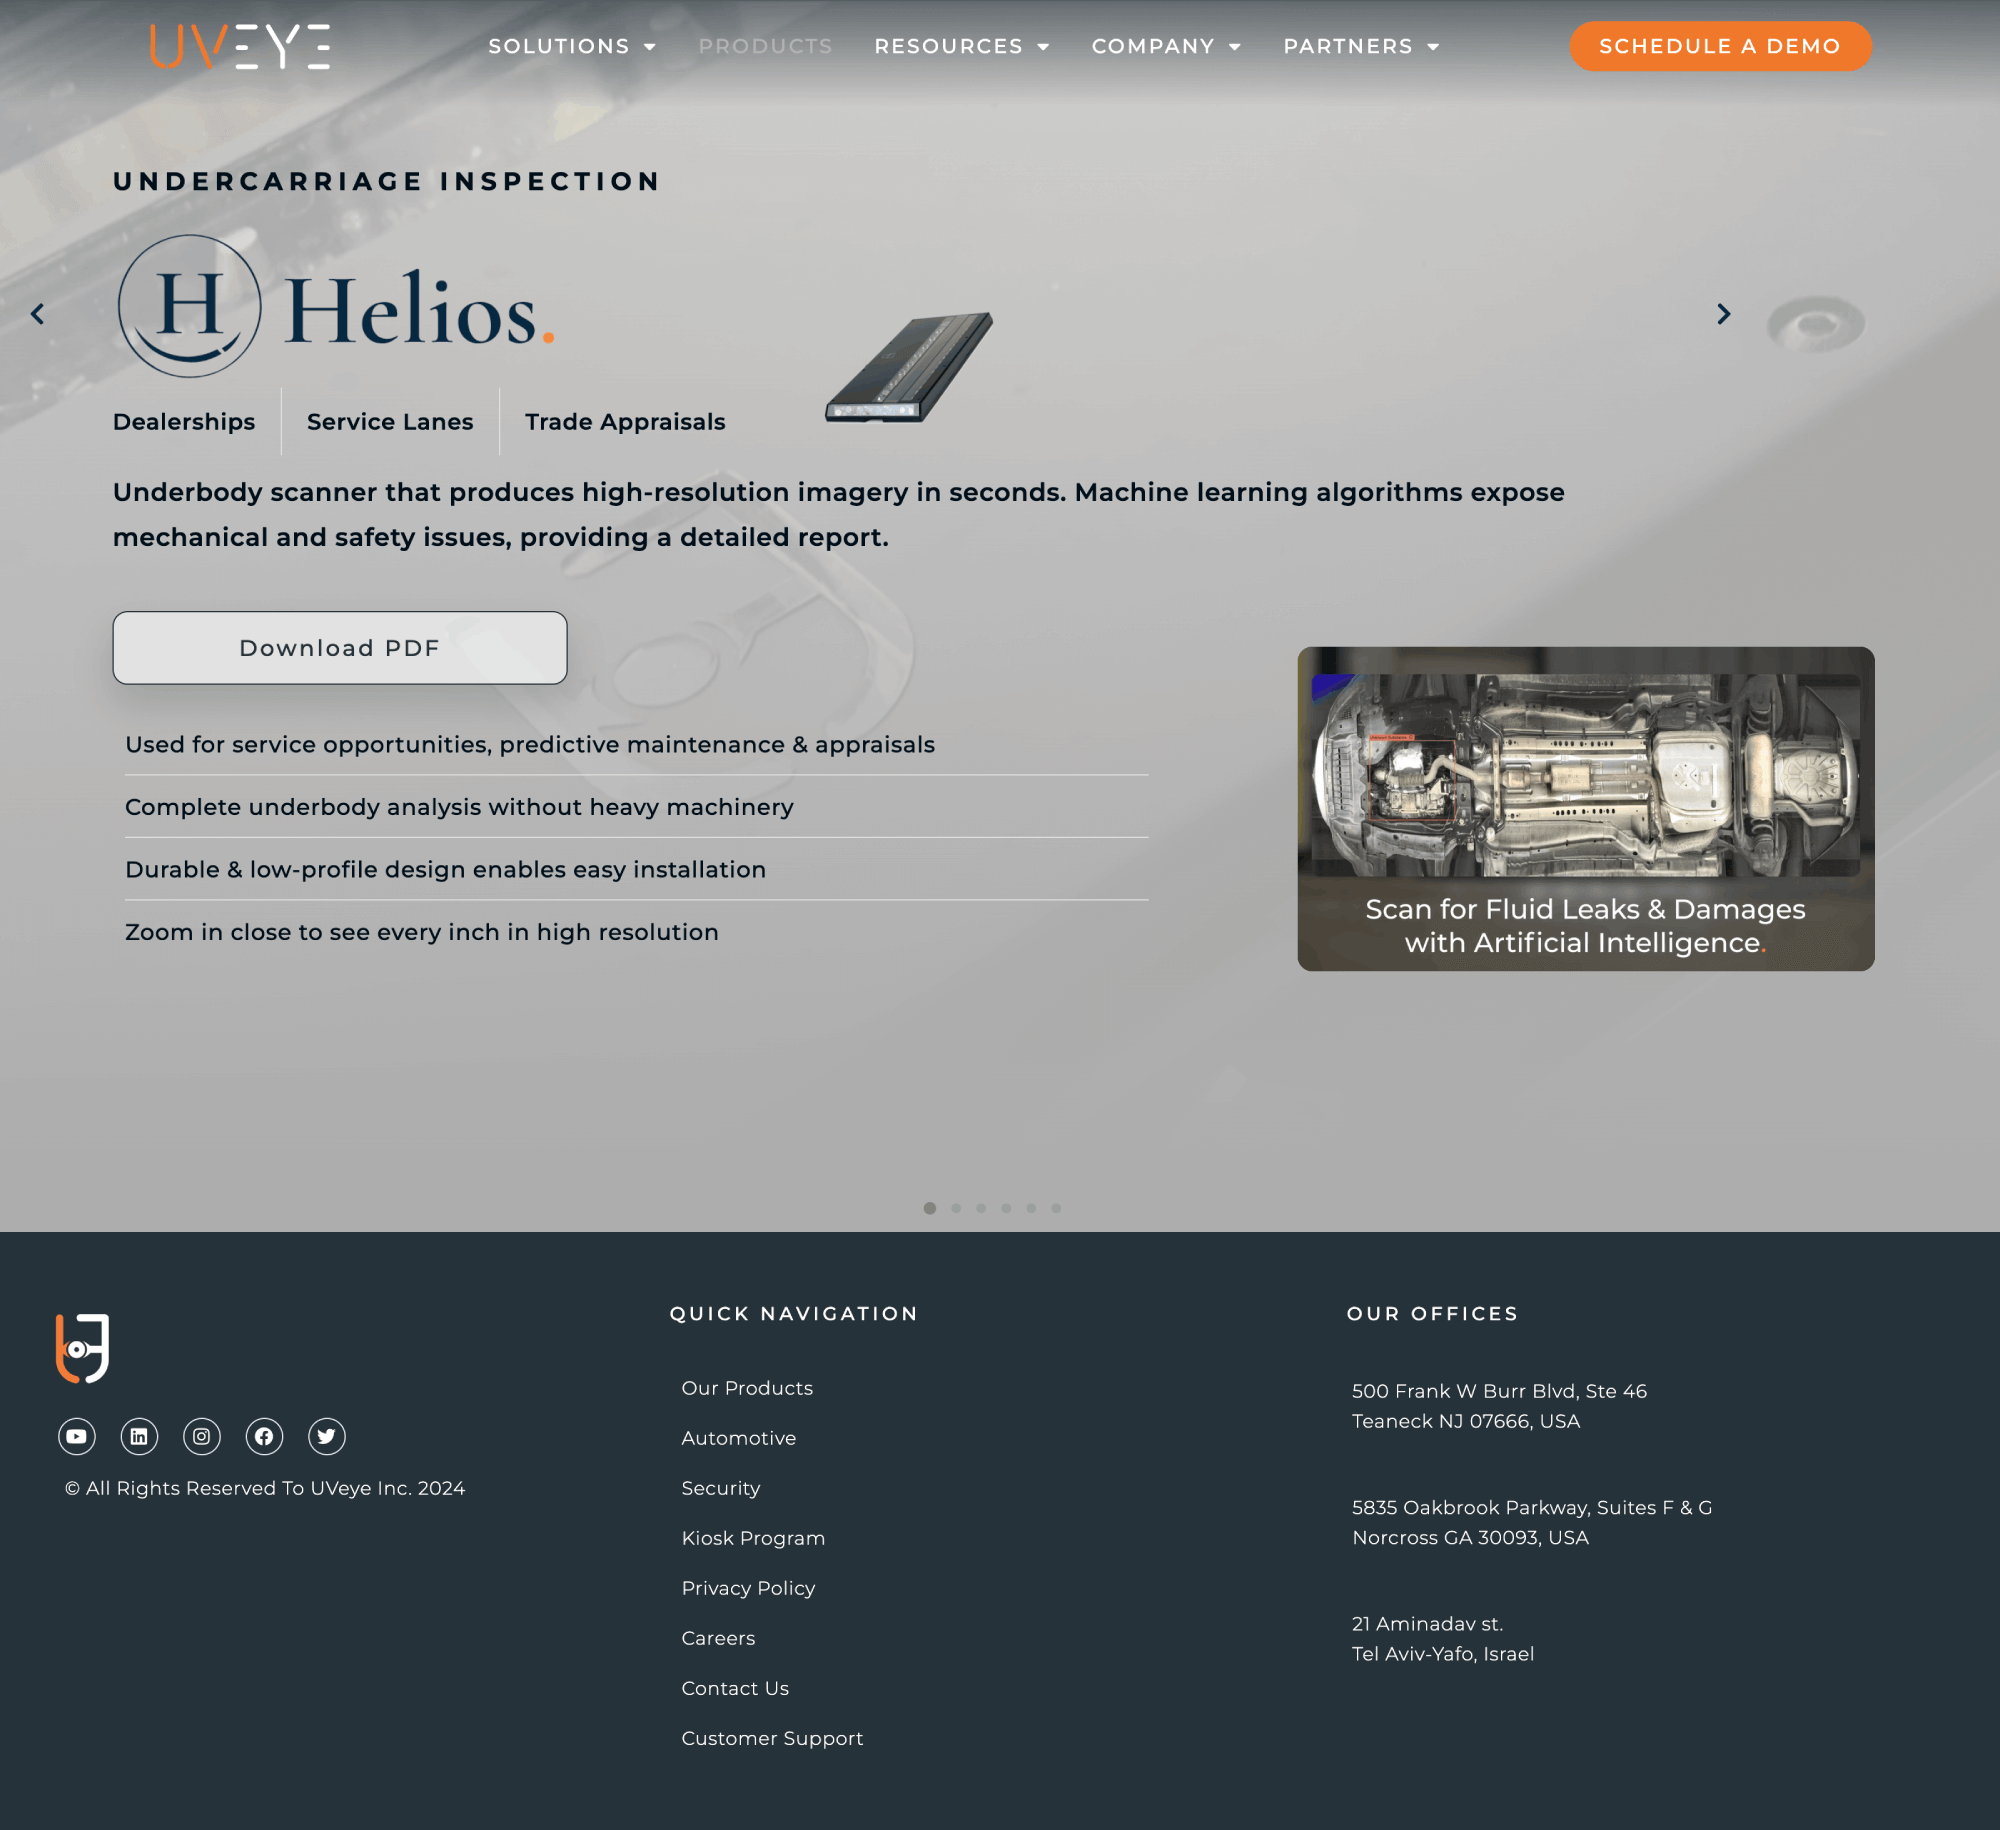 UVEYE
SOLUTIONS
PRODUCTS
RESOURCES
COMPANY
PARTNERS
SCHEDULE A DEMO
UNDERCARRIAGE INSPECTION
H Helios.
Dealerships
Service Lanes
Trade Appraisals
Underbody scanner that produces high-resolution imagery in seconds. Machine learning algorithms expose
mechanical and safety issues, providing a detailed report.
Download PDF
Used for service opportunities, predictive maintenance & appraisals
Complete underbody analysis without heavy machinery
Durable & low-profile design enables easy installation
Zoom in close to see every inch in high resolution
Scan for Fluid Leaks & Damages
with Artificial Intelligence.
© All Rights Reserved To UVeye Inc. 2024
QUICK NAVIGATION
Our Products
Automotive
Security
Kiosk Program
Privacy Policy
Careers
Contact Us
Customer Support
OUR OFFICES
500 Frank W Burr Blvd, Ste 46
Teaneck NJ 07666, USA
5835 Oakbrook Parkway, Suites F & G
Norcross GA 30093, USA
21 Aminadav st.
Tel Aviv-Yafo, Israel